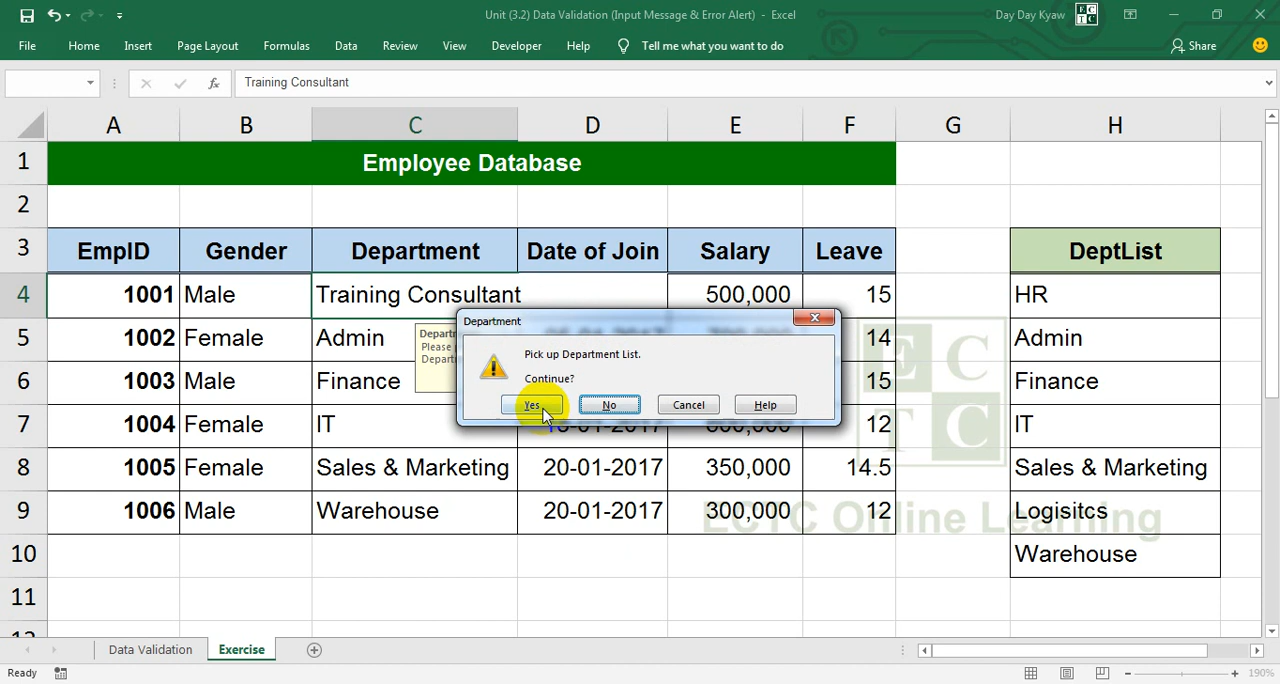 Unit (3.2) Data Validation (Input Message & Error Alert) - Excel
Day Day Kyaw
EC
TC
File Home Insert Page Layout Formulas Data Review View Developer Help Tell me what you want to do Share
fx Training Consultant
A B C D E F G H
1 Employee Database
2
3 EmpID Gender Department Date of Join Salary Leave DeptList
4 1001 Male Training Consultant 500,000 15 HR
5 1002 Female Admin 14 Admin
6 1003 Male Finance 15 Finance
7 1004 IT 12 IT
8 1005 Female Sales & Marketing 20-01-2017 350,000 14.5 Sales & Marketing
9 1006 Male Warehouse 20-01-2017 300,000 12 Logisitcs
10 Warehouse
11
Please
Department
Pick up Department List.
Continue?
Yes No Cancel Help
E C
T C
ECTC Online Learning
Data Validation Exercise
Ready
190%